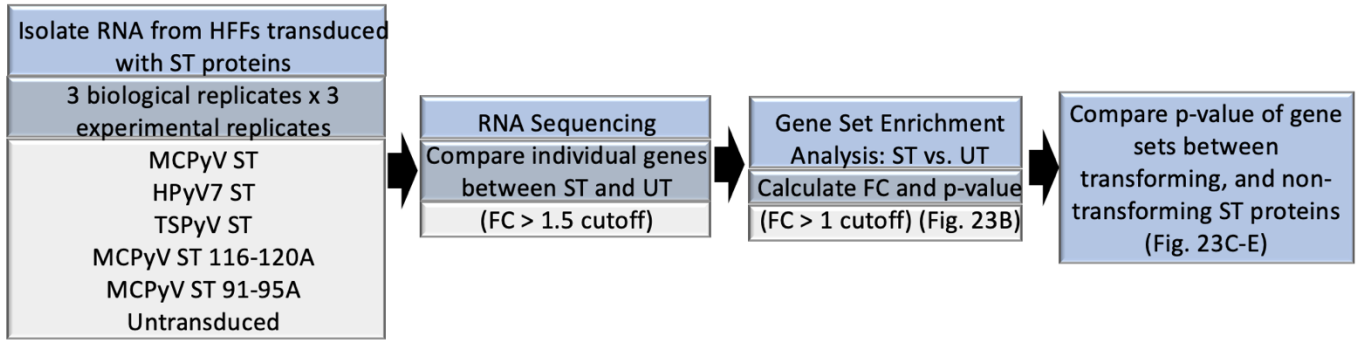 Isolate RNA from HFFs transduced
with ST proteins
3 biological replicates x 3
experimental replicates
MCPyV ST
HPyV7 ST
TSPyV ST
MCPyV ST 116-120A
MCPyV ST 91-95A
Untransduced
RNA Sequencing
Compare individual genes
between ST and UT
(FC > 1.5 cutoff)
Gene Set Enrichment
Analysis: ST vs. UT
Calculate FC and p-value
(FC > 1 cutoff) (Fig. 23B)
Compare p-value of gene
sets between
transforming, and non-
transforming ST proteins
(Fig. 23C-E)